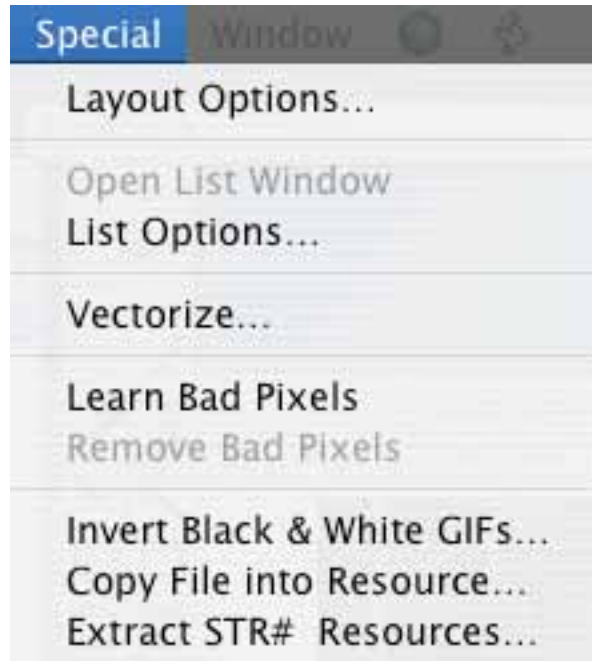 Special Window
Layout Options...
Open List Window
List Options...
Vectorize...
Learn Bad Pixels
Remove Bad Pixels
Invert Black & White GIFs...
Copy File into Resource...
Extract STR#  Resources...